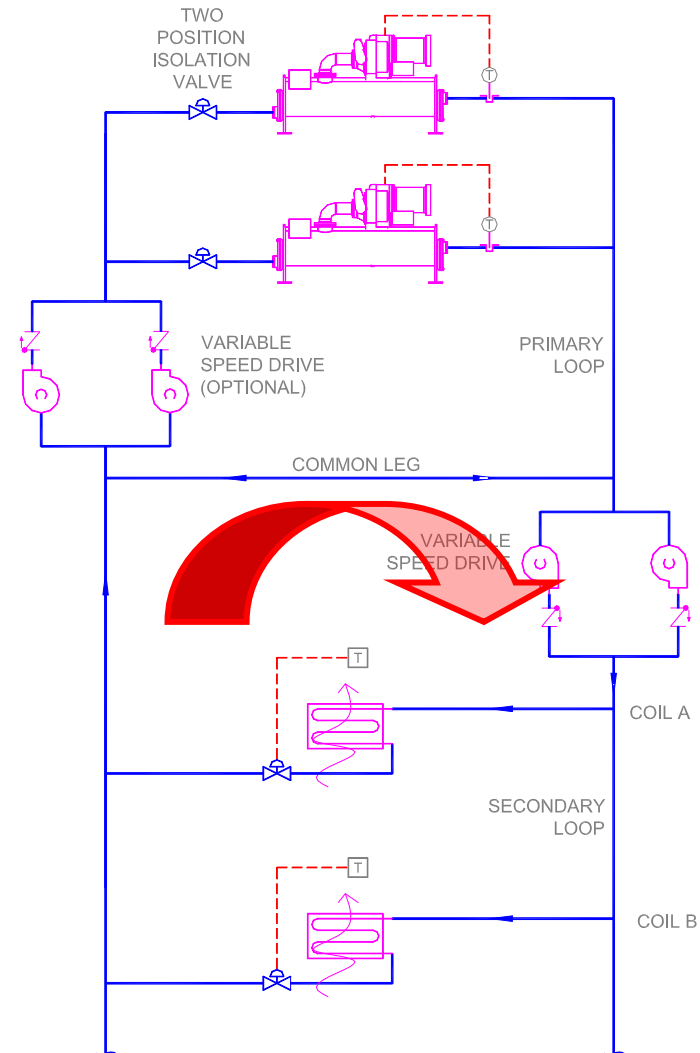 TWO
POSITION
ISOLATION
VALVE
T
T
VARIABLE
SPEED DRIVE
(OPTIONAL)
PRIMARY
LOOP
COMMON LEG
VARIABLE
SPEED DRIVE
T
COIL A
SECONDARY
LOOP
T
COIL B